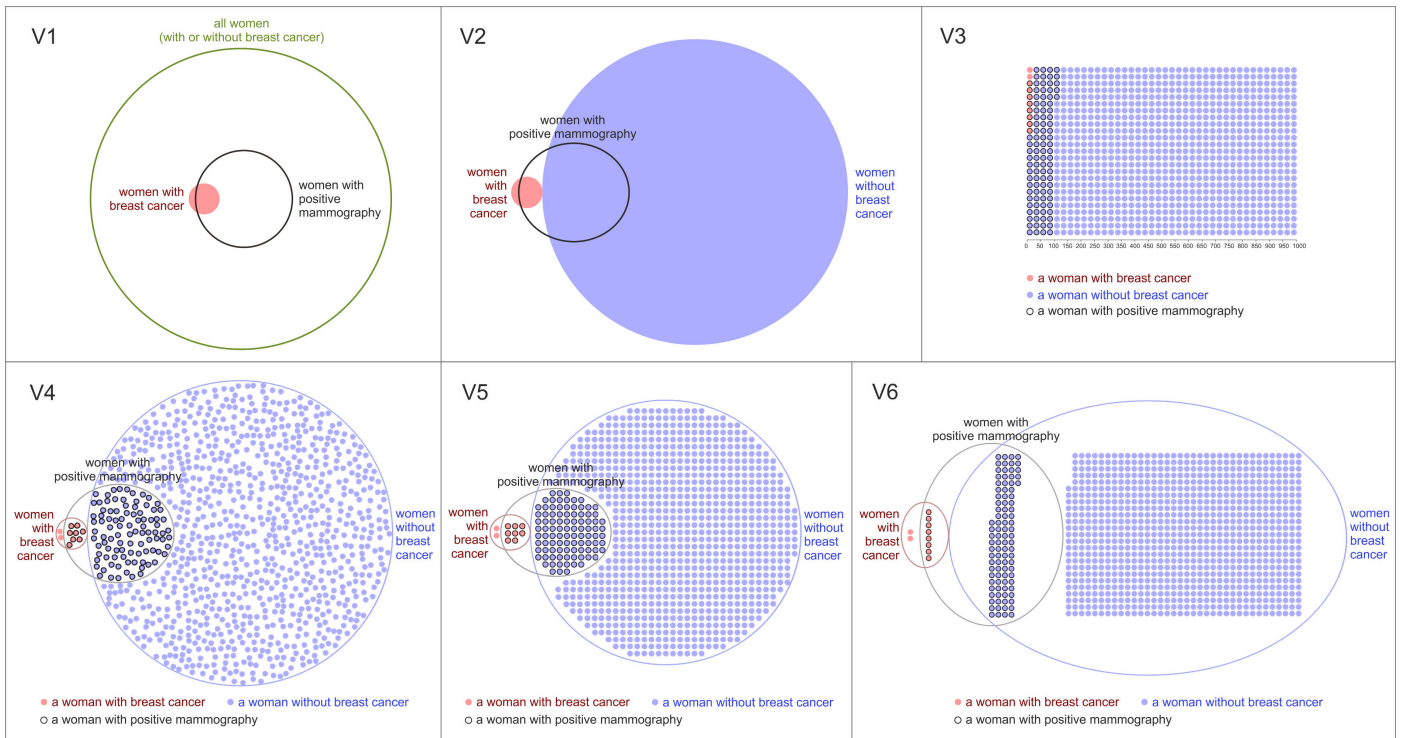 V1
all women
(with or without breast cancer)
women with
breast cancer
women with
positive
mammography
V2
women with
positive mammography
women
with
breast
cancer
women
without
breast
cancer
V3
0 50 100 150 200 250 300 350 400 450 500 550 600 650 700 750 800 850 900 950 1000
a woman with breast cancer
a woman without breast cancer
a woman with positive mammography
V4
women with
positive mammography
women
with
breast
cancer
women
without
breast
cancer
a woman with breast cancer a woman without breast cancer
a woman with positive mammography
V5
women with
positive mammography
women
with
breast
cancer
women
without
breast
cancer
a woman with breast cancer a woman without breast cancer
a woman with positive mammography
V6
women with
positive mammography
women
with
breast
cancer
women
without
breast
cancer
a woman with breast cancer a woman without breast cancer
a woman with positive mammography